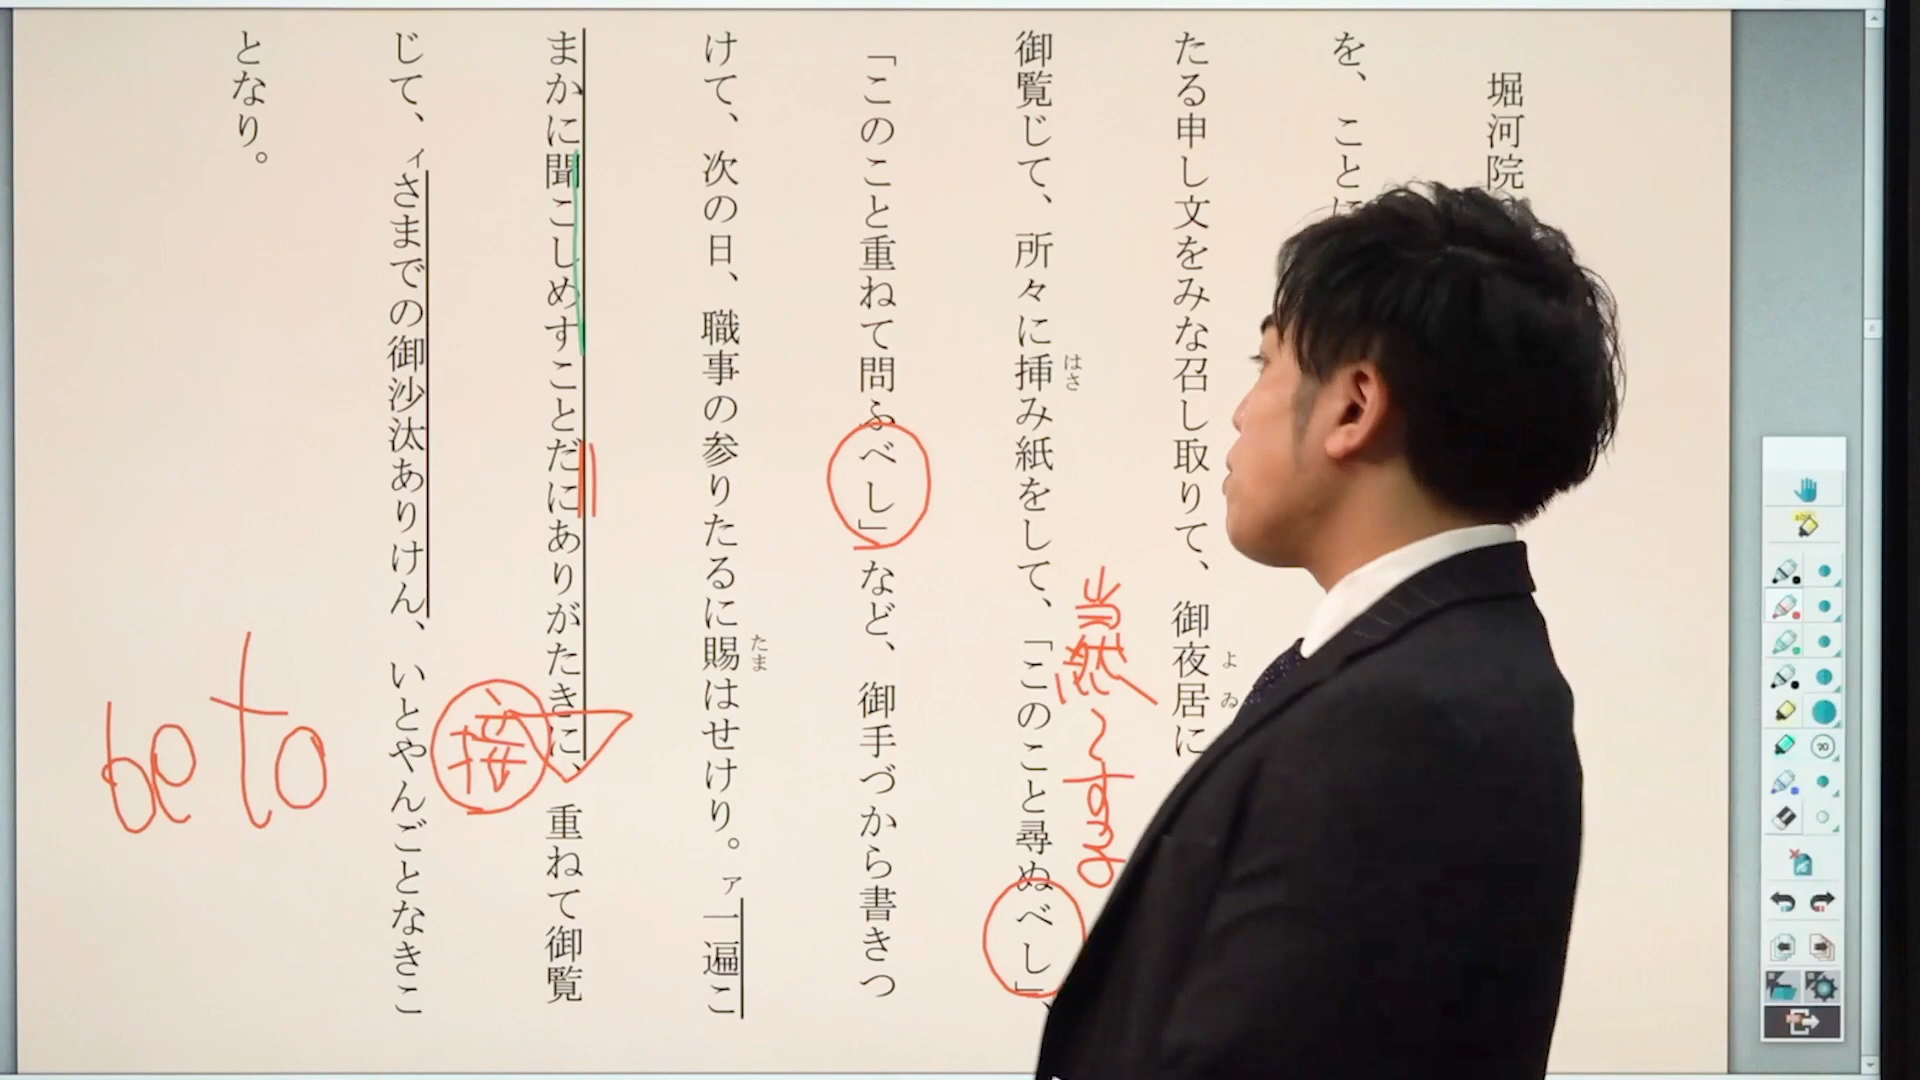 堀河院
を、ことに
たる申し文をみな召し取りて、御夜居に
よゐ
御覧じて、所々に挿み紙をして、「このこと尋ぬべし」、
はさ
当然~する
「このこと重ねて問ふべし」など、御手づから書きつ
けて、次の日、職事の参りたるに賜はせけり。一遍こ
たま
ア
まかに聞こしめすことだにありがたきに、重ねて御覧
接
じて、さまでの御沙汰ありけん、いとやんごとなきこ
イ
となり。
be to